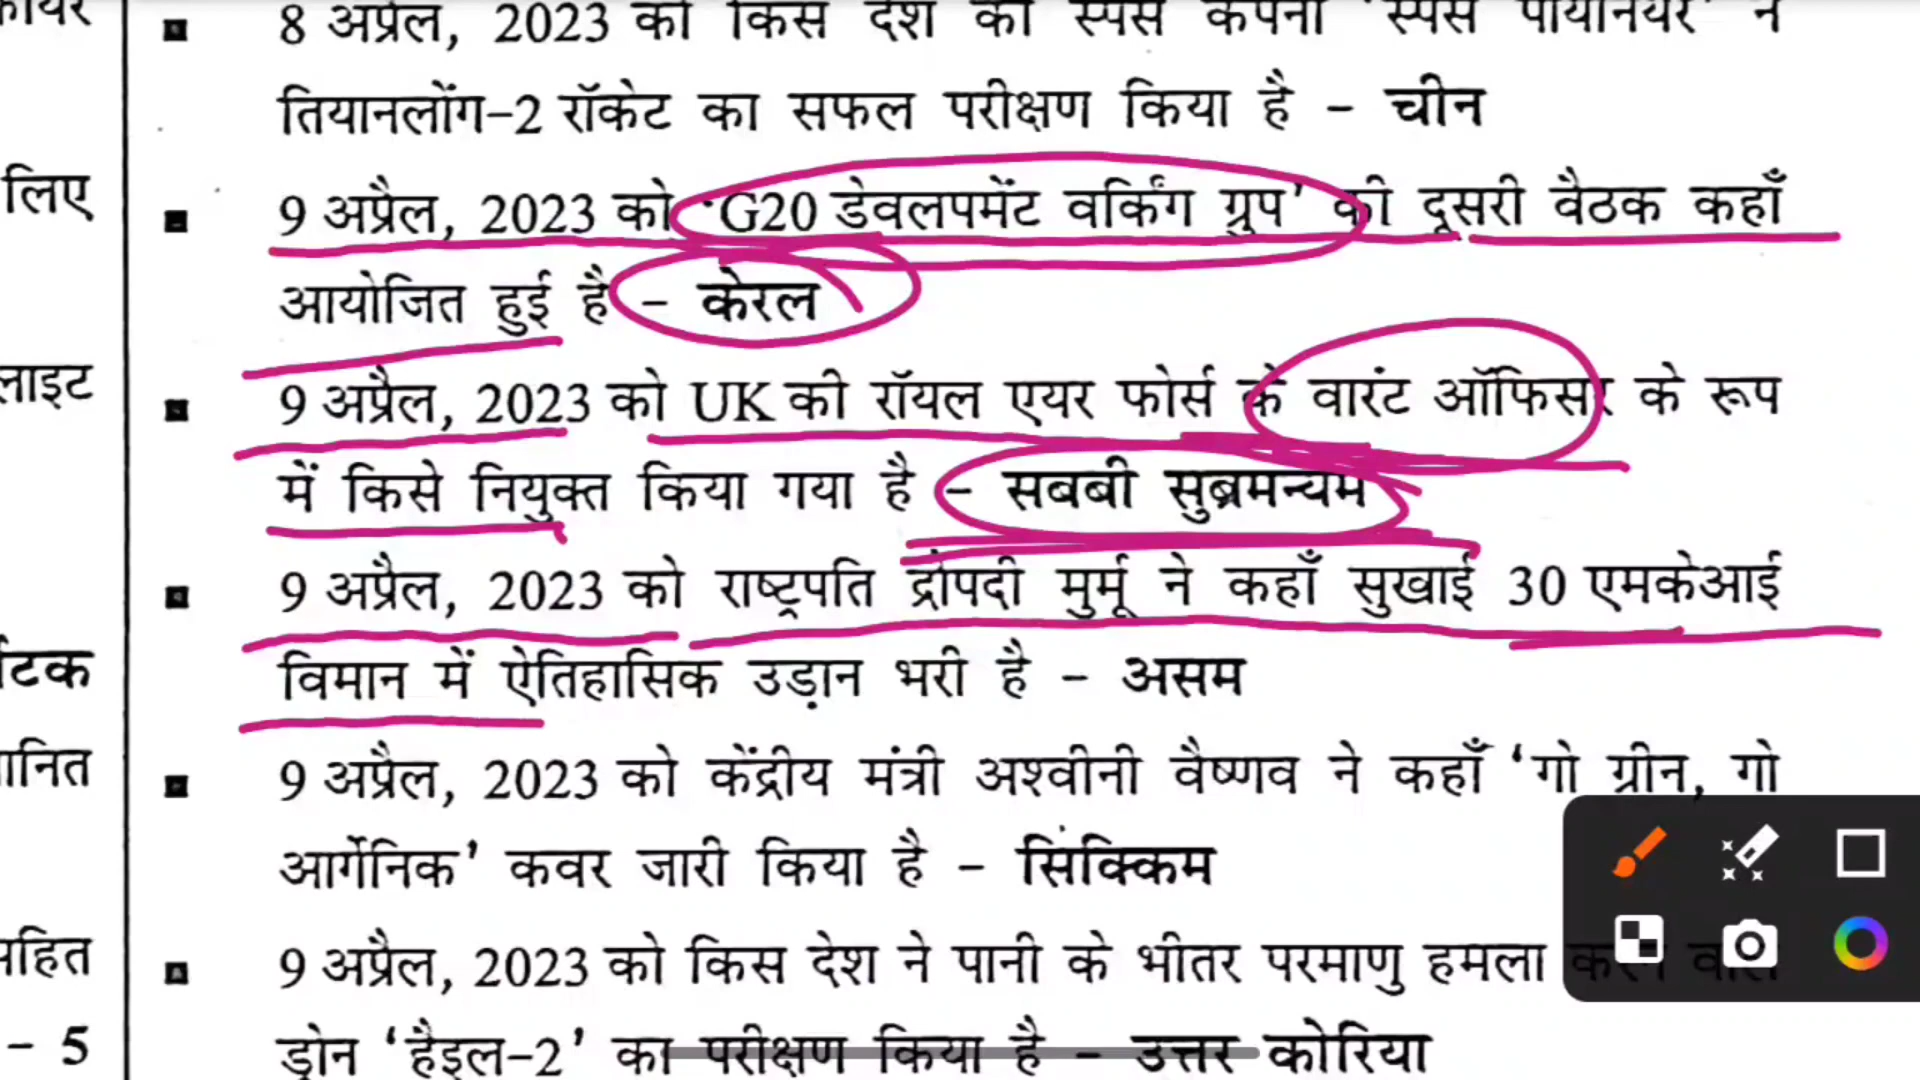 8 अप्रैल, 2023 को किस देश की स्पेस कंपनी 'स्पेस पायनियर' ने
तियानलोंग-2 रॉकेट का सफल परीक्षण किया है - चीन
लिए
9 अप्रैल, 2023 को 'G20 डेवलपमेंट वर्किंग ग्रुप' की दूसरी बैठक कहाँ
आयोजित हुई है - केरल
लाइट
9 अप्रैल, 2023 को UK की रॉयल एयर फोर्स के वारंट ऑफिसर के रूप
में किसे नियुक्त किया गया है - सबबी सुब्रमन्यम
9 अप्रैल, 2023 को राष्ट्रपति द्रोपदी मुर्मू ने कहाँ सुखाई 30 एमकेआई
विमान में ऐतिहासिक उड़ान भरी है - असम
टक
9 अप्रैल, 2023 को केंद्रीय मंत्री अश्वीनी वैष्णव ने कहाँ 'गो ग्रीन, गो
ानित
आर्गेनिक' कवर जारी किया है - सिक्किम
हित
9 अप्रैल, 2023 को किस देश ने पानी के भीतर परमाणु हमला करने वाले
- 5
ड्रोन 'हैइल-2' का परीक्षण किया है - उत्तर कोरिया